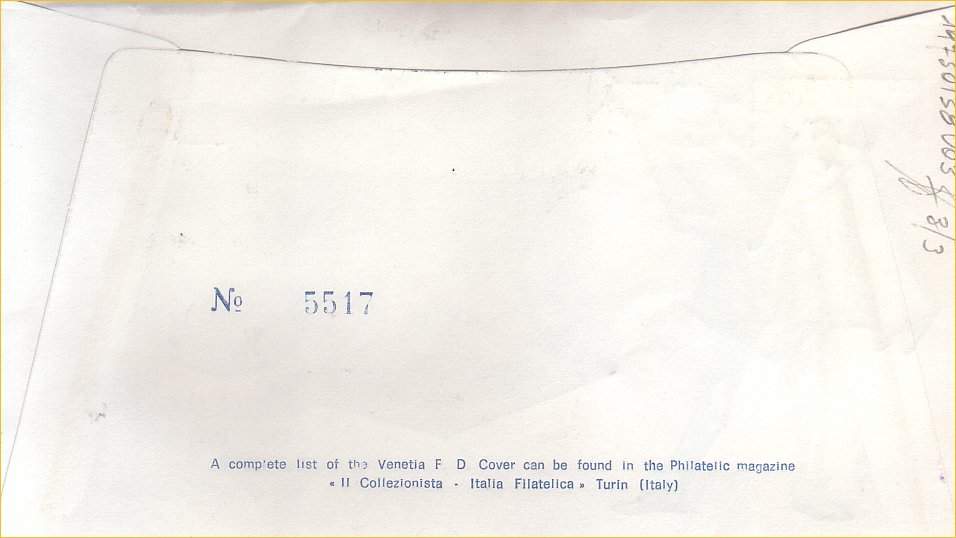 № 5517
A complete list of the Venetia F D Cover can be found in the Philatelic magazine
« Il Collezionista - Italia Filatelica » Turin (Italy)